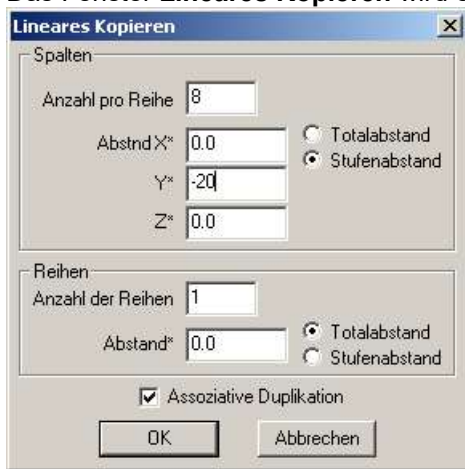 Lineares Kopieren
Spalten
Anzahl pro Reihe 8
Abstnd X* 0.0
Totalabstand
Stufenabstand
Y* -20
Z* 0.0
Reihen
Anzahl der Reihen 1
Abstand* 0.0
Totalabstand
Stufenabstand
Assoziative Duplikation
OK Abbrechen